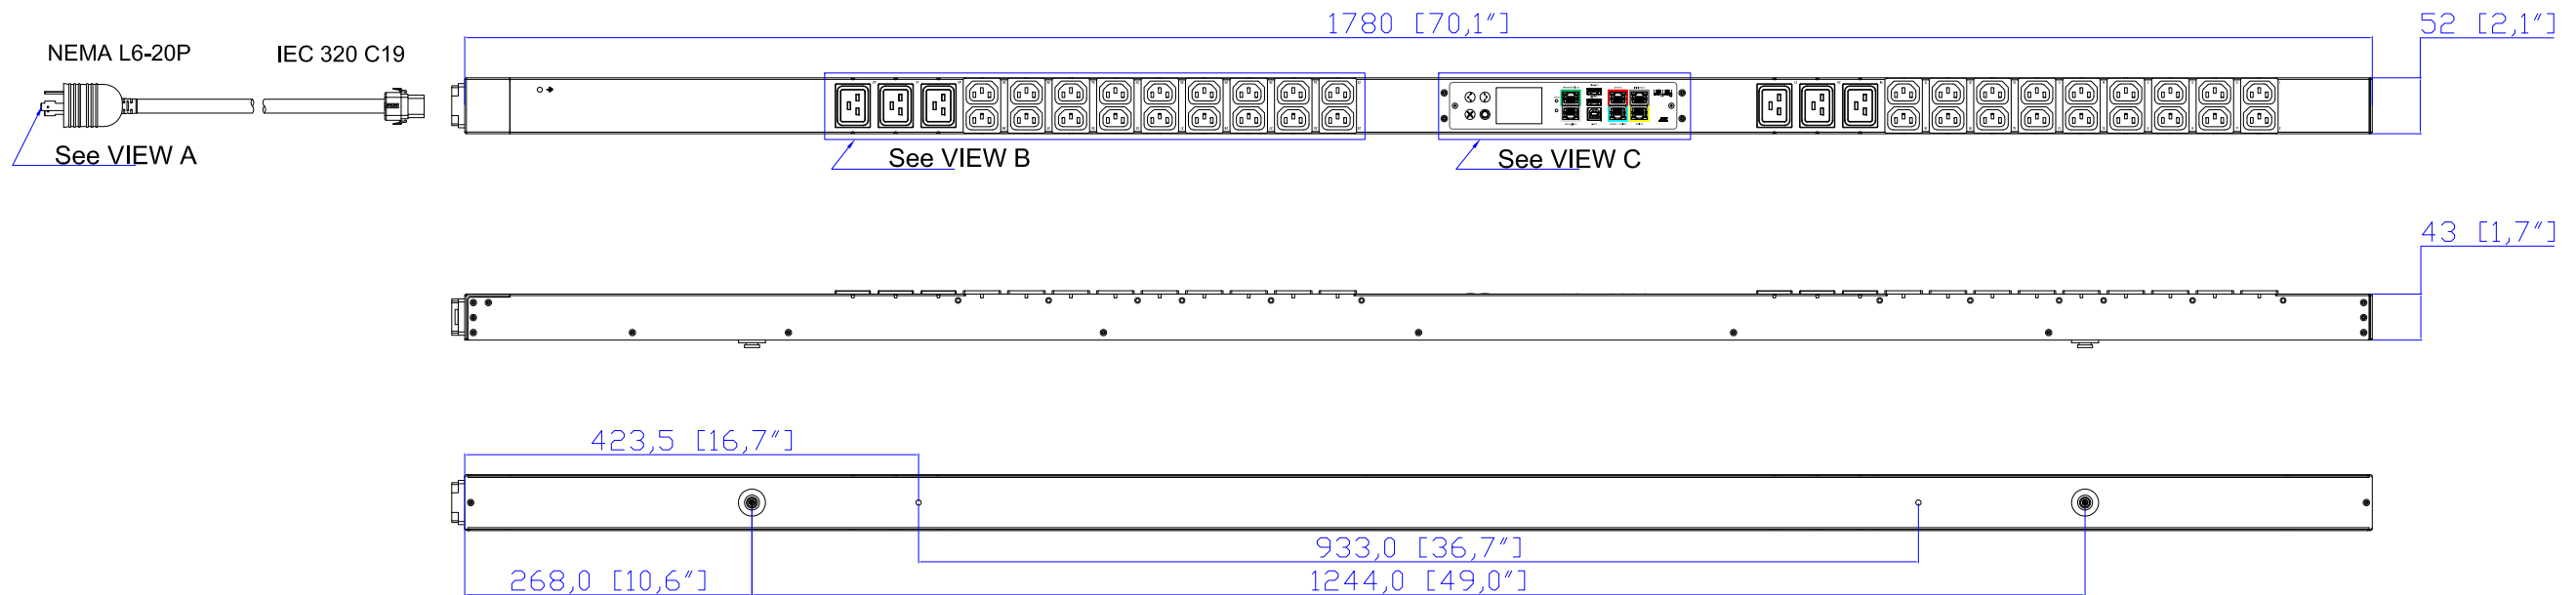 1780 [70,1"]
52 [2,1"]
NEMA L6-20P
IEC 320 C19
See VIEW A
See VIEW B
See VIEW C
43 [1,7"]
423,5 [16,7"]
933,0 [36,7"]
268,0 [10,6"]
1244,0 [49,0"]